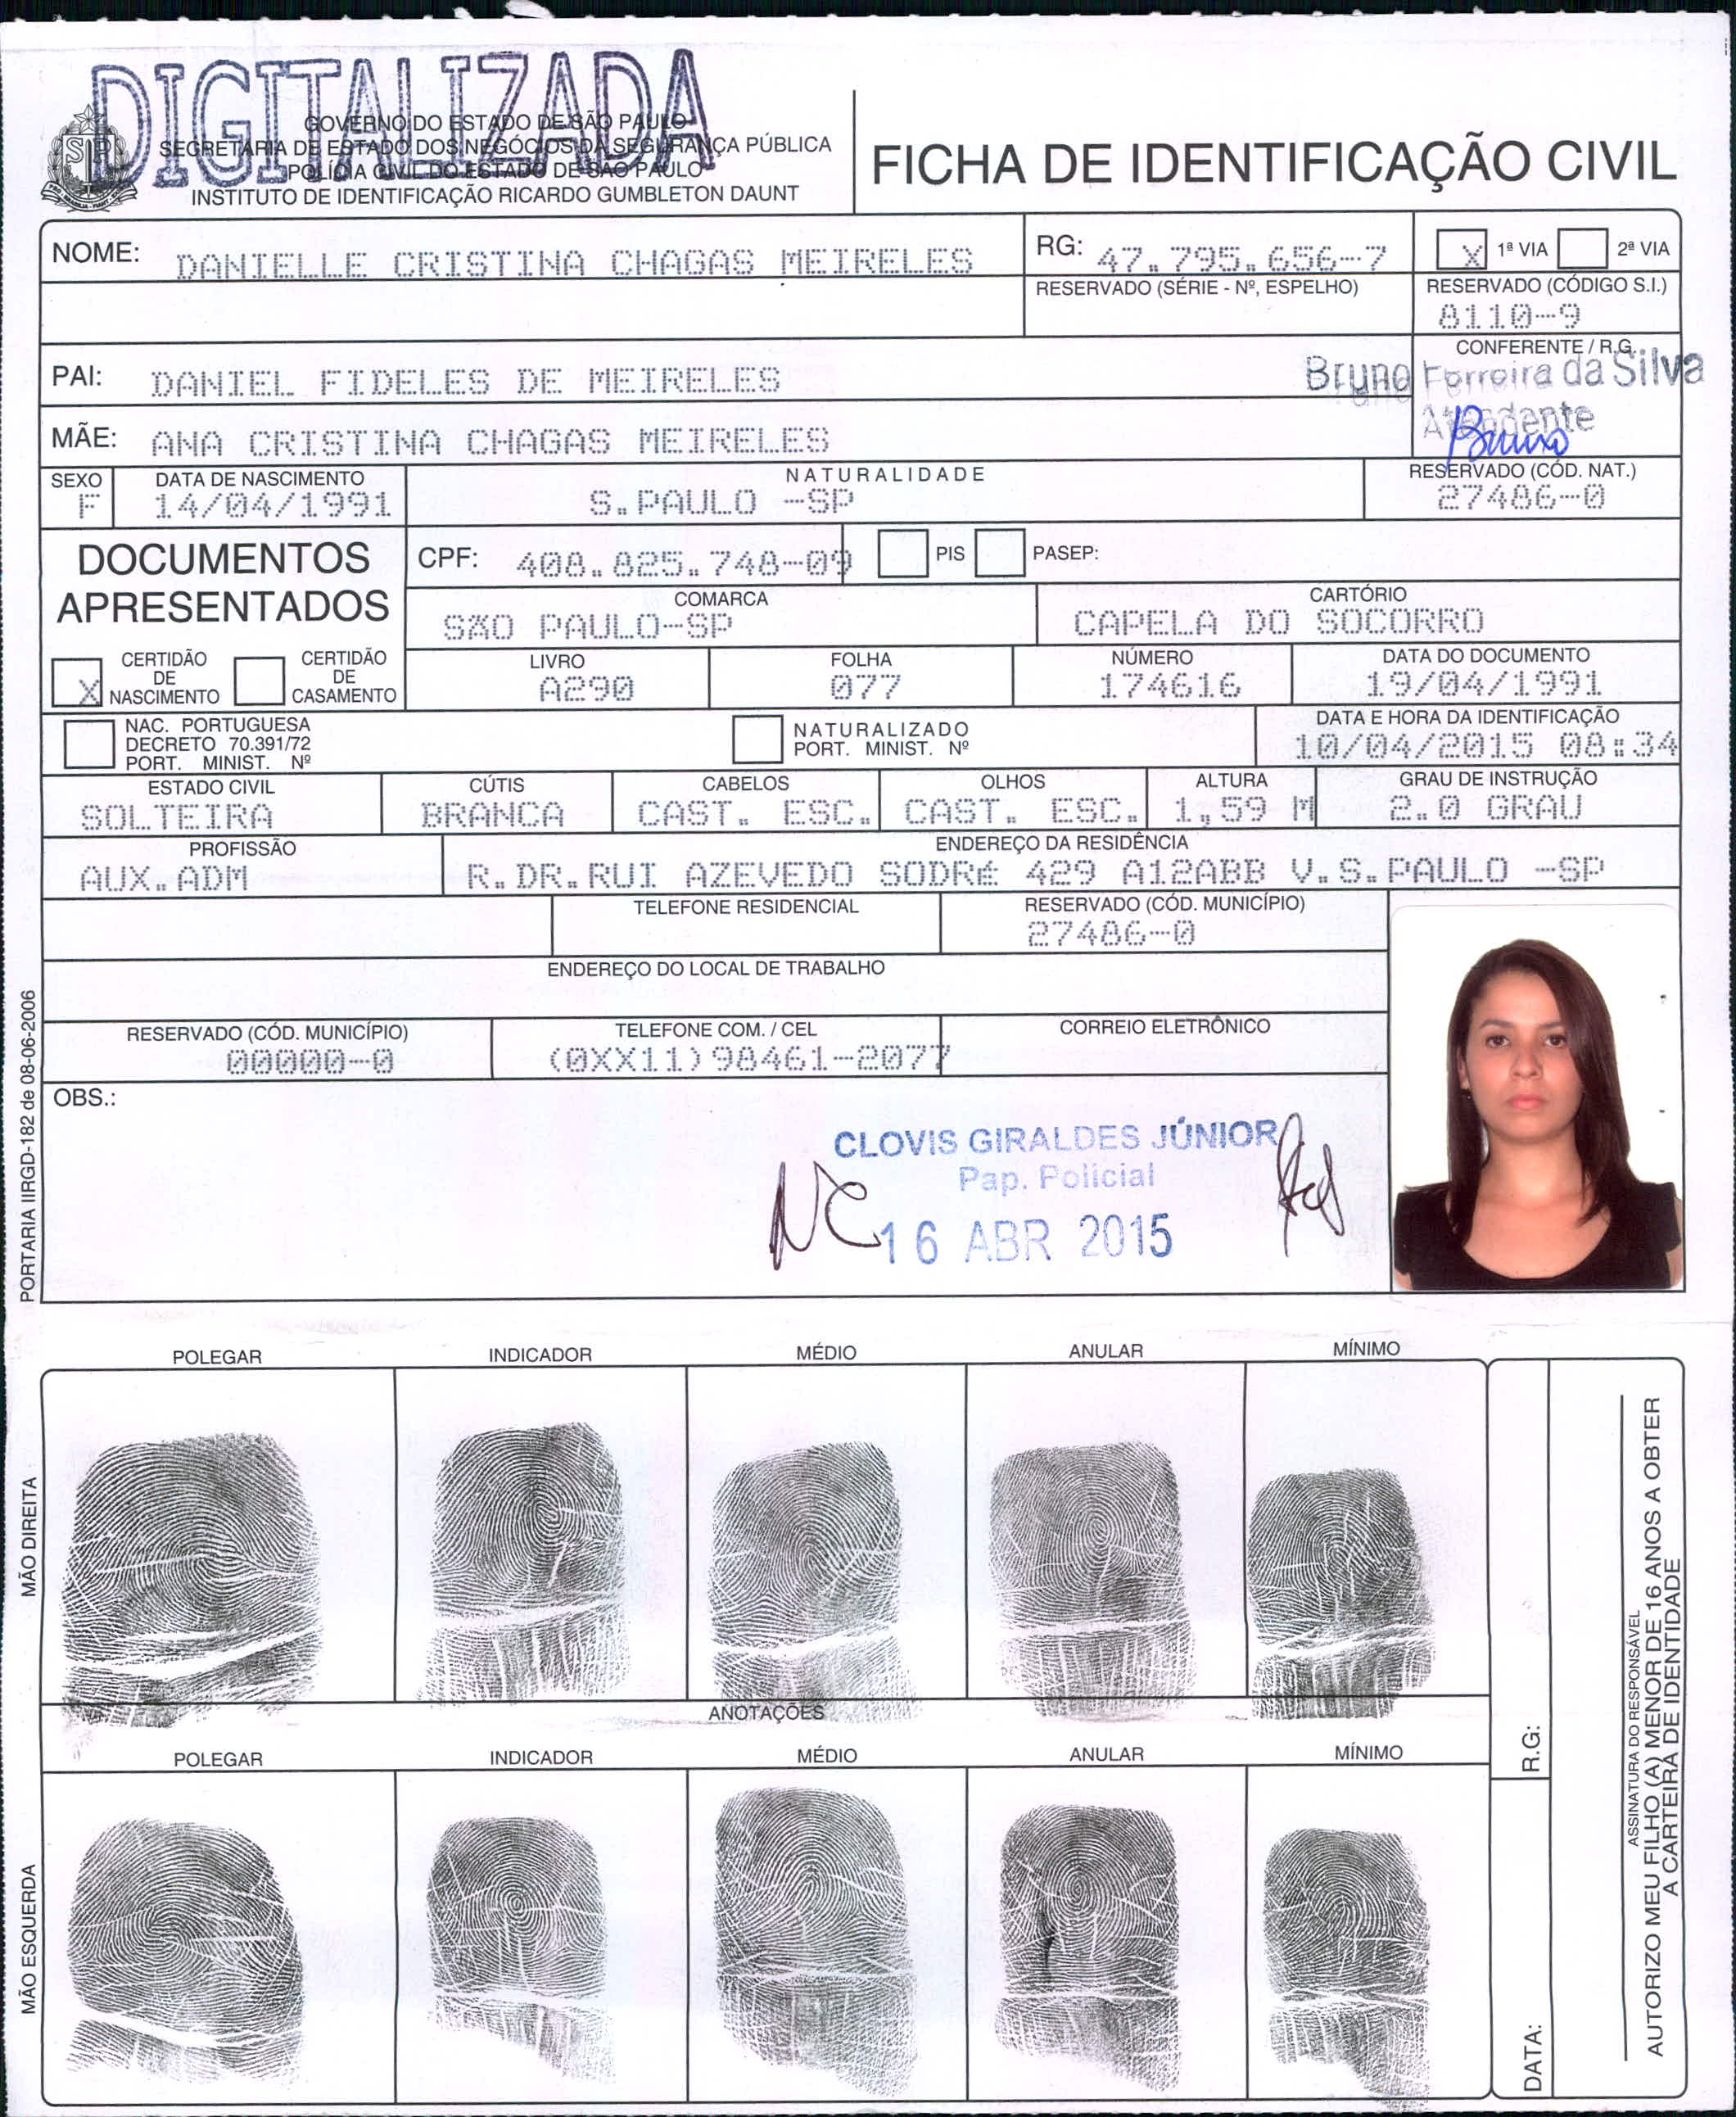 DIGITALIZADA
GOVERNO DO ESTADO DE SÃO PAULO
SECRETARIA DE ESTADO DOS NEGÓCIOS DA SEGURANÇA PÚBLICA
POLÍCIA CIVIL DO ESTADO DE SÃO PAULO
INSTITUTO DE IDENTIFICAÇÃO RICARDO GUMBLETON DAUNT
FICHA DE IDENTIFICAÇÃO CIVIL
NOME: DANIELLE CRISTINA CHAGAS MEIRELES
RG: 47.795.656-7
X 1ª VIA 2ª VIA
RESERVADO (SÉRIE - Nº, ESPELHO)
RESERVADO (CÓDIGO S.I.)
8110-9
PAI: DANIEL FIDELES DE MEIRELES
CONFERENTE / R.G.
Bruno Ferreira da Silva
Atendente
Bruno
MÃE: ANA CRISTINA CHAGAS MEIRELES
SEXO
F
DATA DE NASCIMENTO
14/04/1991
NATURALIDADE
S.PAULO -SP
RESERVADO (CÓD. NAT.)
27486-0
DOCUMENTOS
APRESENTADOS
CPF: 408.825.748-09
PIS PASEP:
COMARCA
SÃO PAULO-SP
CARTÓRIO
CAPELA DO SOCORRO
X CERTIDÃO
DE
NASCIMENTO
CERTIDÃO
DE
CASAMENTO
LIVRO
A290
FOLHA
077
NÚMERO
174616
DATA DO DOCUMENTO
19/04/1991
NAC. PORTUGUESA
DECRETO 70.391/72
PORT. MINIST. Nº
NATURALIZADO
PORT. MINIST. Nº
DATA E HORA DA IDENTIFICAÇÃO
10/04/2015 08:34
ESTADO CIVIL
SOLTEIRA
CÚTIS
BRANCA
CABELOS
CAST. ESC.
OLHOS
CAST. ESC.
ALTURA
1,59 M
GRAU DE INSTRUÇÃO
2.0 GRAU
PROFISSÃO
AUX.ADM
ENDEREÇO DA RESIDÊNCIA
R.DR.RUI AZEVEDO SODRé 429 A12ABB V.S.PAULO -SP
TELEFONE RESIDENCIAL
RESERVADO (CÓD. MUNICÍPIO)
27486-0
ENDEREÇO DO LOCAL DE TRABALHO
RESERVADO (CÓD. MUNICÍPIO)
00000-0
TELEFONE COM. / CEL
(0XX11)98461-2077
CORREIO ELETRÔNICO
OBS.:
CLOVIS GIRALDES JÚNIOR
Pap. Policial
16 ABR 2015
PORTARIA IIRGD-182 de 08-06-2006
POLEGAR INDICADOR MÉDIO ANULAR MÍNIMO
MÃO DIREITA
ANOTAÇÕES
POLEGAR INDICADOR MÉDIO ANULAR MÍNIMO
MÃO ESQUERDA
R.G:
DATA:
ASSINATURA DO RESPONSÁVEL
AUTORIZO MEU FILHO (A) MENOR DE 16 ANOS A OBTER
A CARTEIRA DE IDENTIDADE